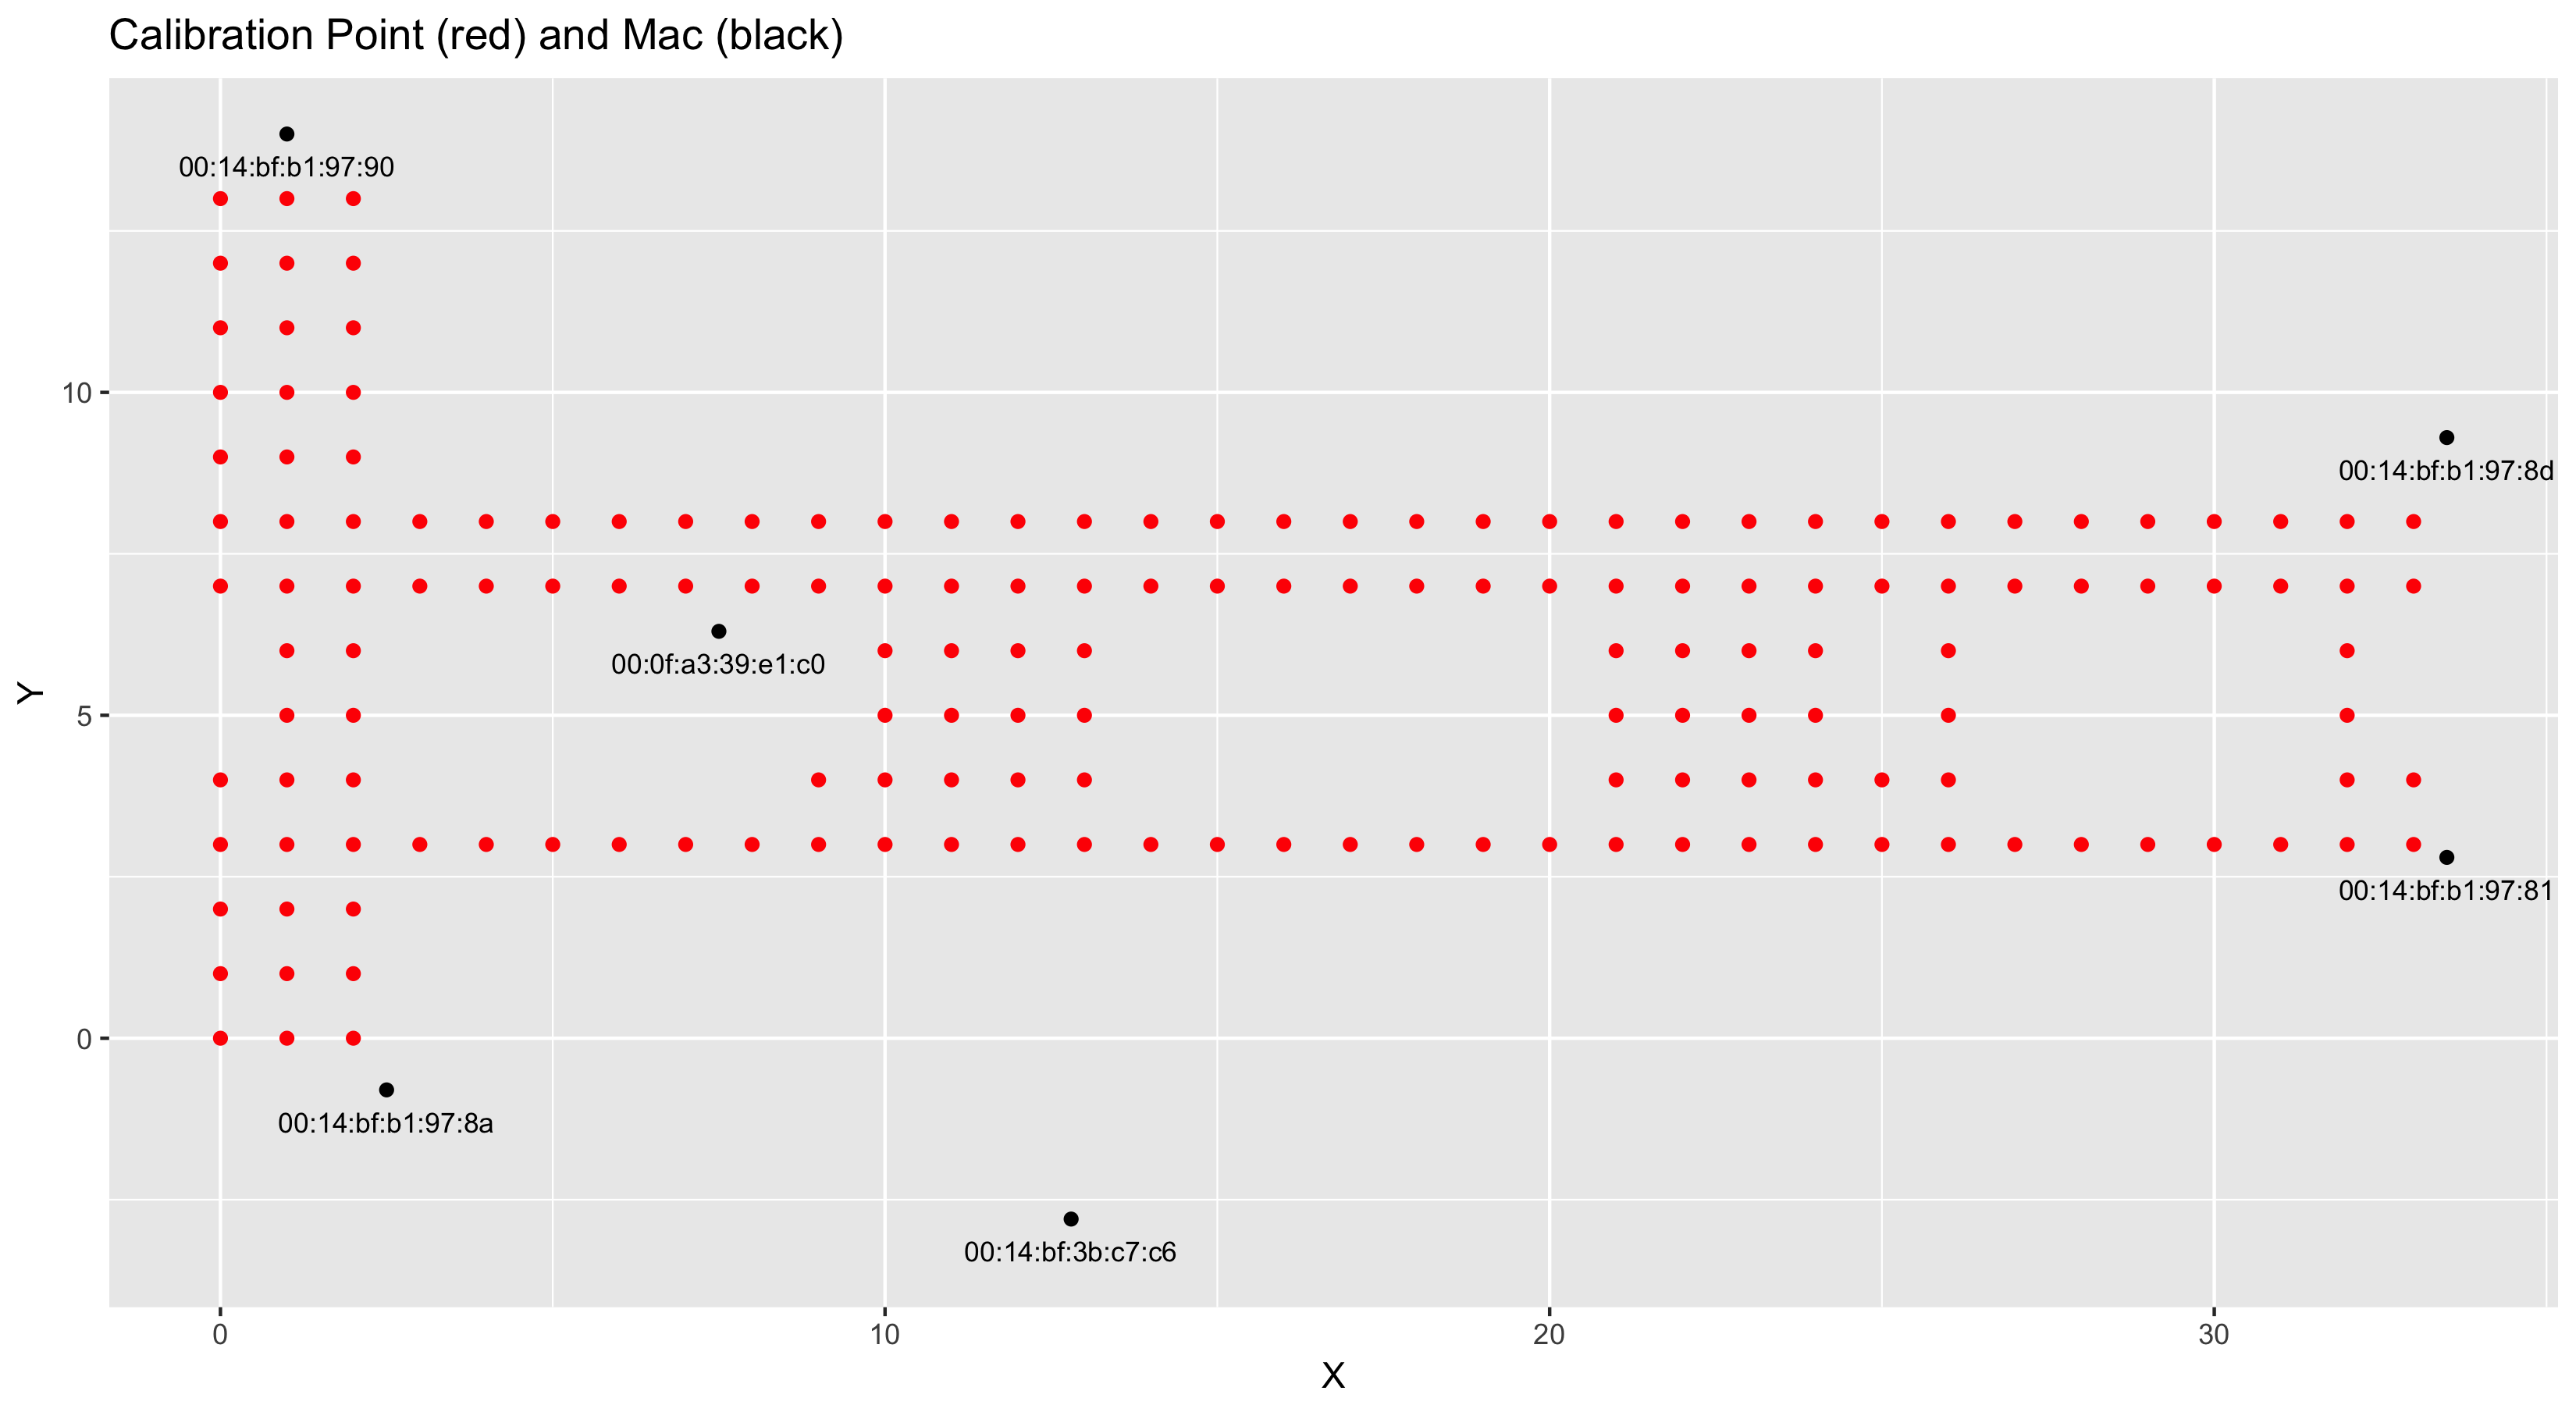 Calibration Point (red) and Mac (black)
00:14:bf:b1:97:90
10
00:14:bf:b1:97:8d
00:0f:a3:39:e1:c0
Y
5
00:14:bf:b1:97:81
0
00:14:bf:b1:97:8a
00:14:bf:3b:c7:c6
0 10 20 30
X